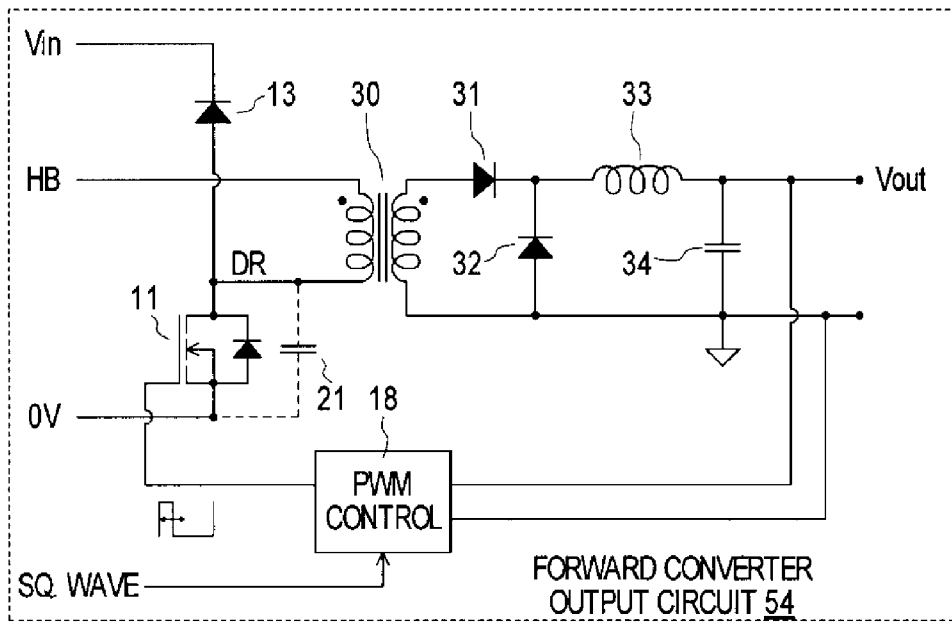 Vin
13
30
31
33
HB
Vout
32
34
DR
11
21
0V
18
PWM
CONTROL
SQ. WAVE
FORWARD CONVERTER
OUTPUT CIRCUIT 54